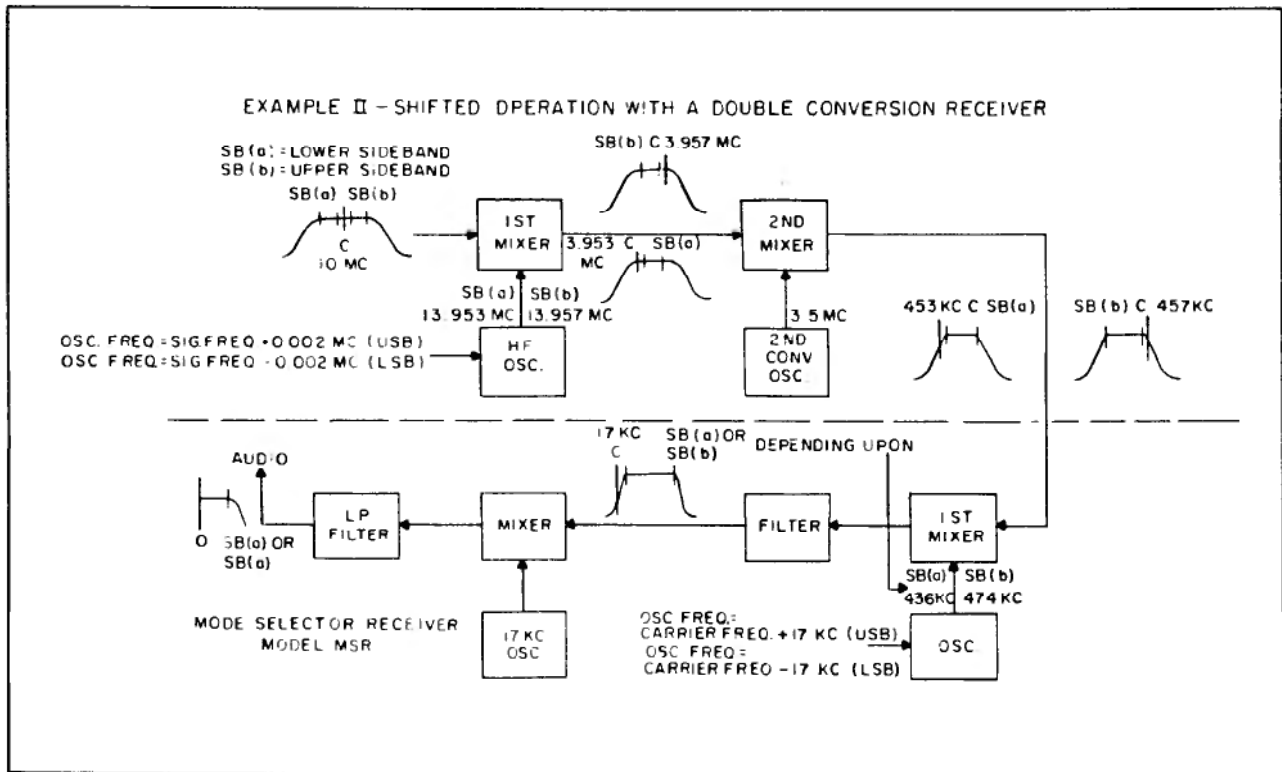 EXAMPLE II - SHIFTED OPERATION WITH A DOUBLE CONVERSION RECEIVER
SB(a)=LOWER SIDEBAND
SB(b)=UPPER SIDEBAND
SB(a) SB(b)
C
10 MC
1ST
MIXER
SB(b) C 3.957 MC
3.953 C SB(a)
MC
2ND
MIXER
SB(a) SB(b)
13.953 MC 13.957 MC
3.5 MC
OSC. FREQ=SIG.FREQ +0.002 MC (USB)
OSC FREQ=SIG.FREQ -0.002 MC (LSB)
HF
OSC.
2ND
CONV
OSC.
453 KC C SB(a)
SB(b) C 457KC
AUDIO
O
SB(a) OR
SB(a)
LP
FILTER
MIXER
17 KC
C
SB(a) OR
SB(b)
FILTER
DEPENDING UPON
1ST
MIXER
SB(a) SB(b)
436KC 474 KC
MODE SELECTOR RECEIVER
MODEL MSR
17 KC
OSC
OSC FREQ.=
CARRIER FREQ. +17 KC (USB)
OSC FREQ=
CARRIER FREQ -17 KC (LSB)
OSC.